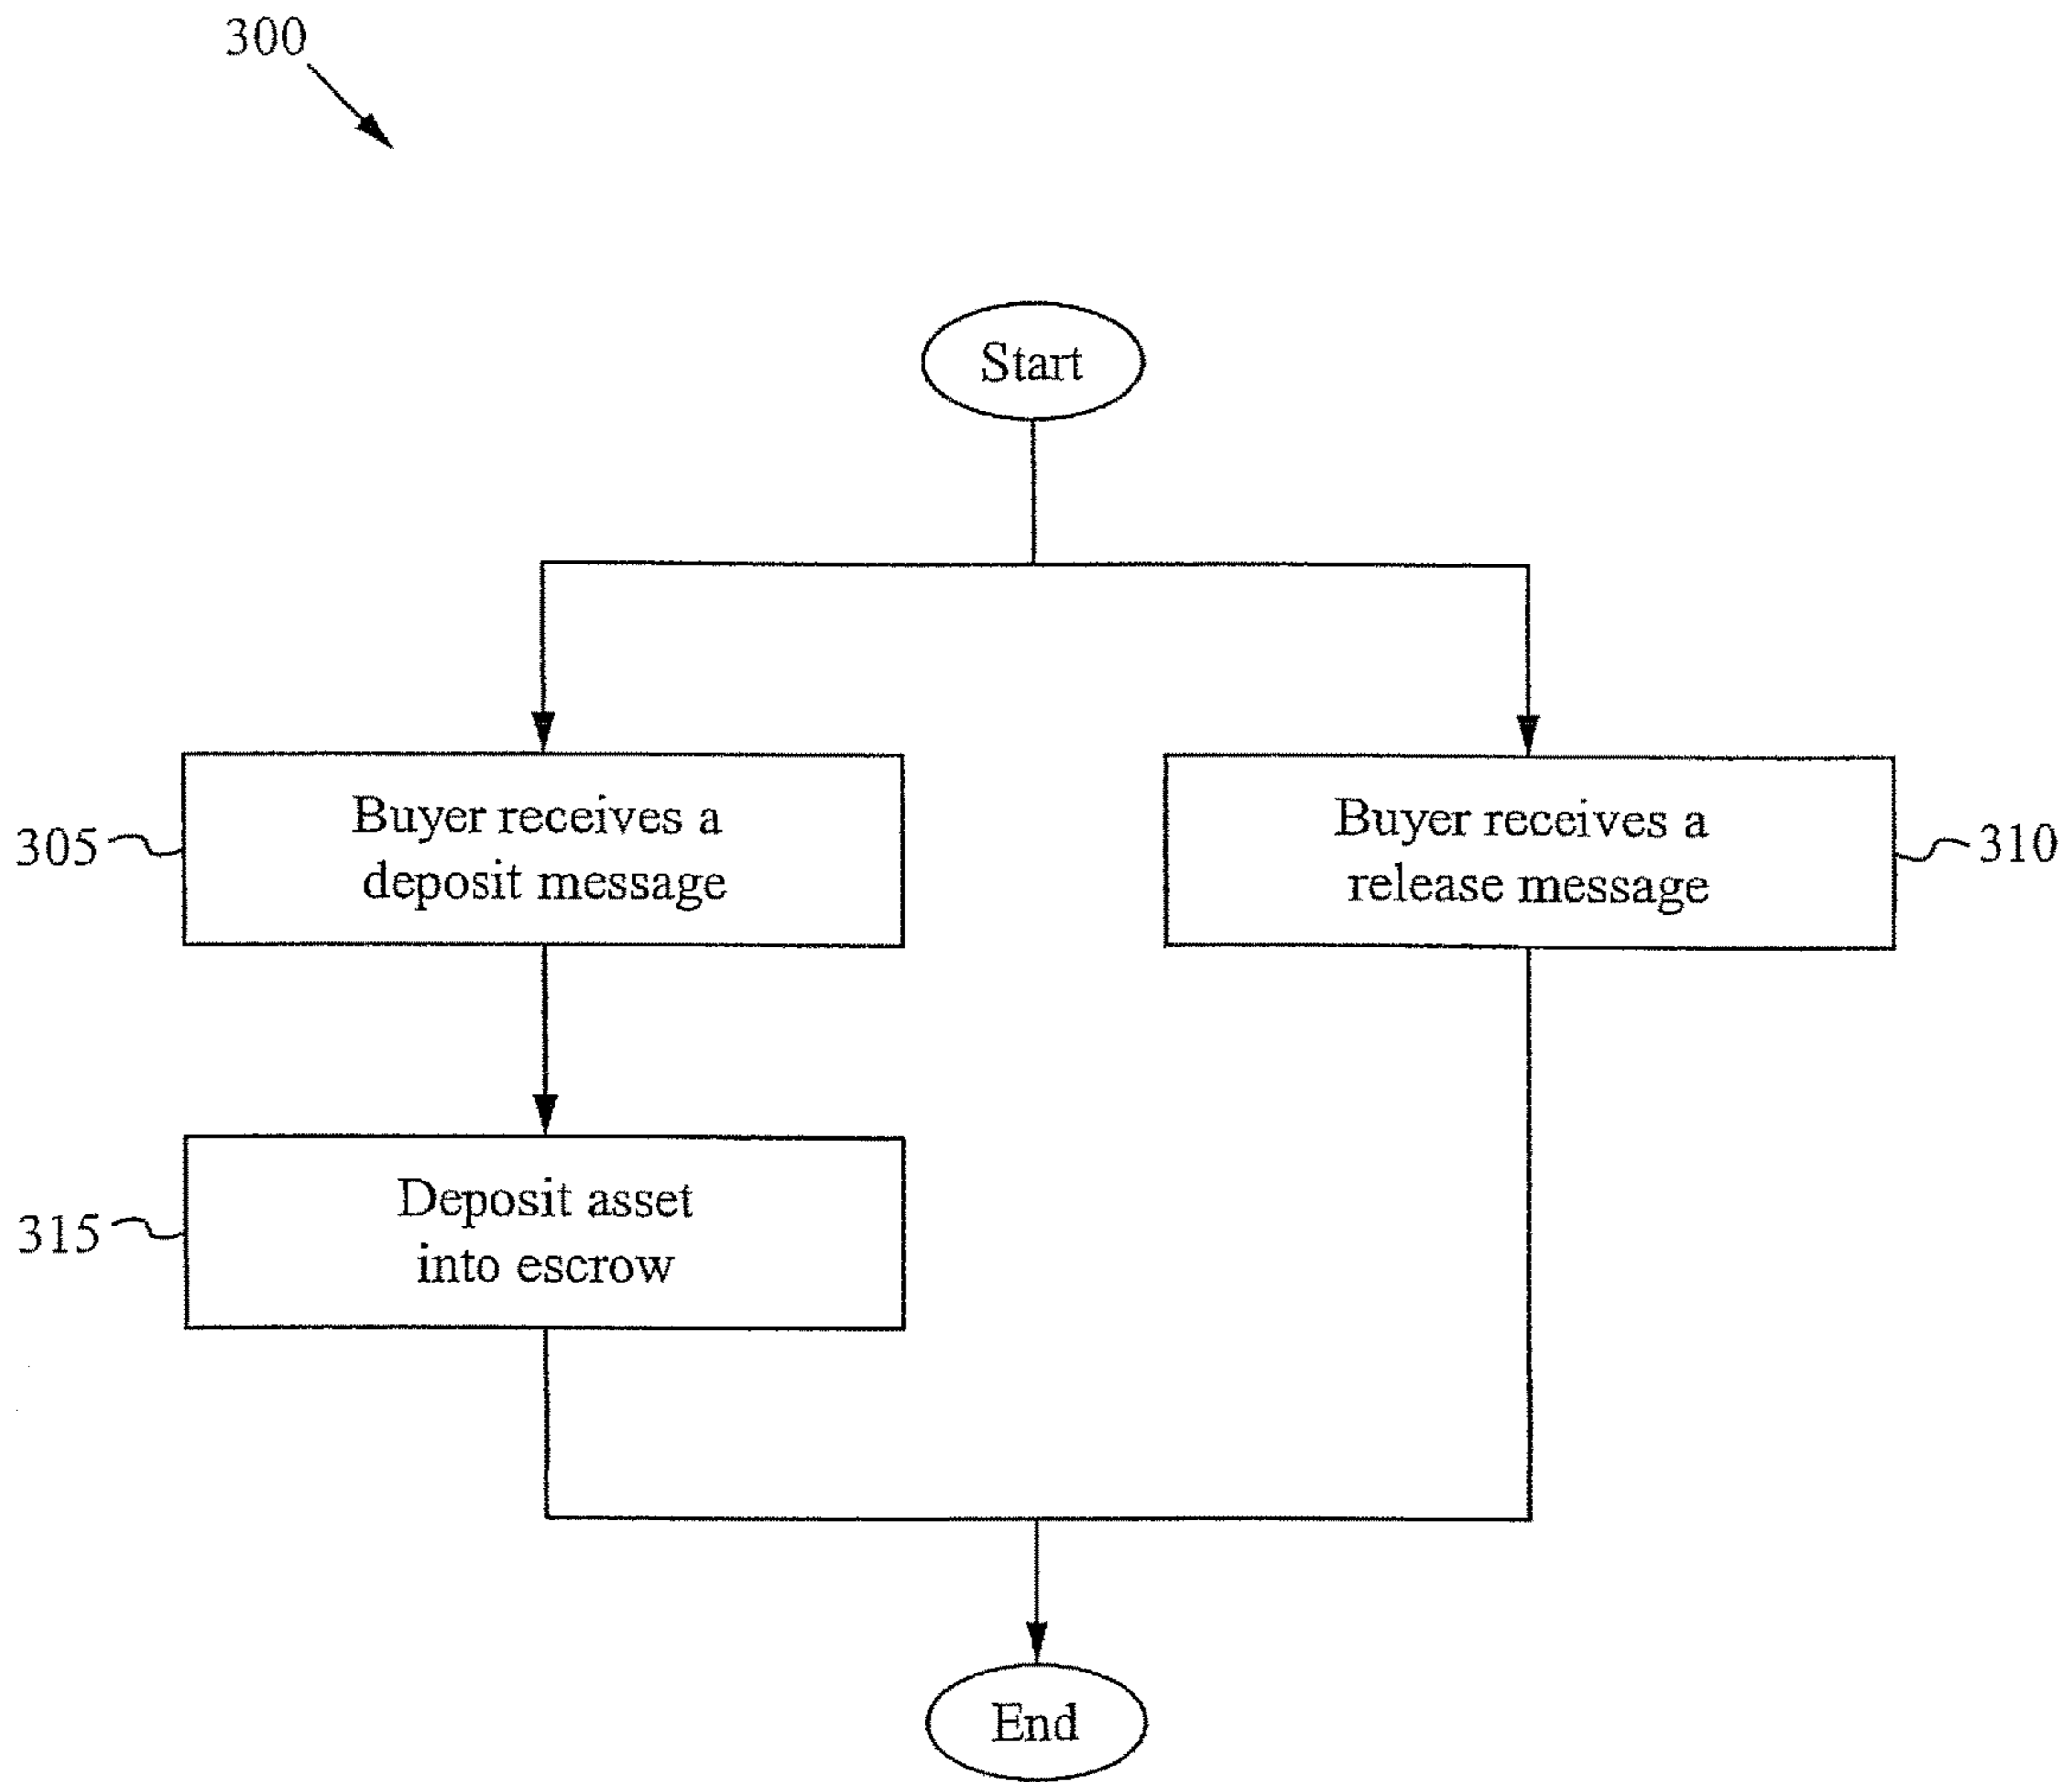 300
Start
305
Buyer receives a
deposit message
Buyer receives a
release message
310
315
Deposit asset
into escrow
End